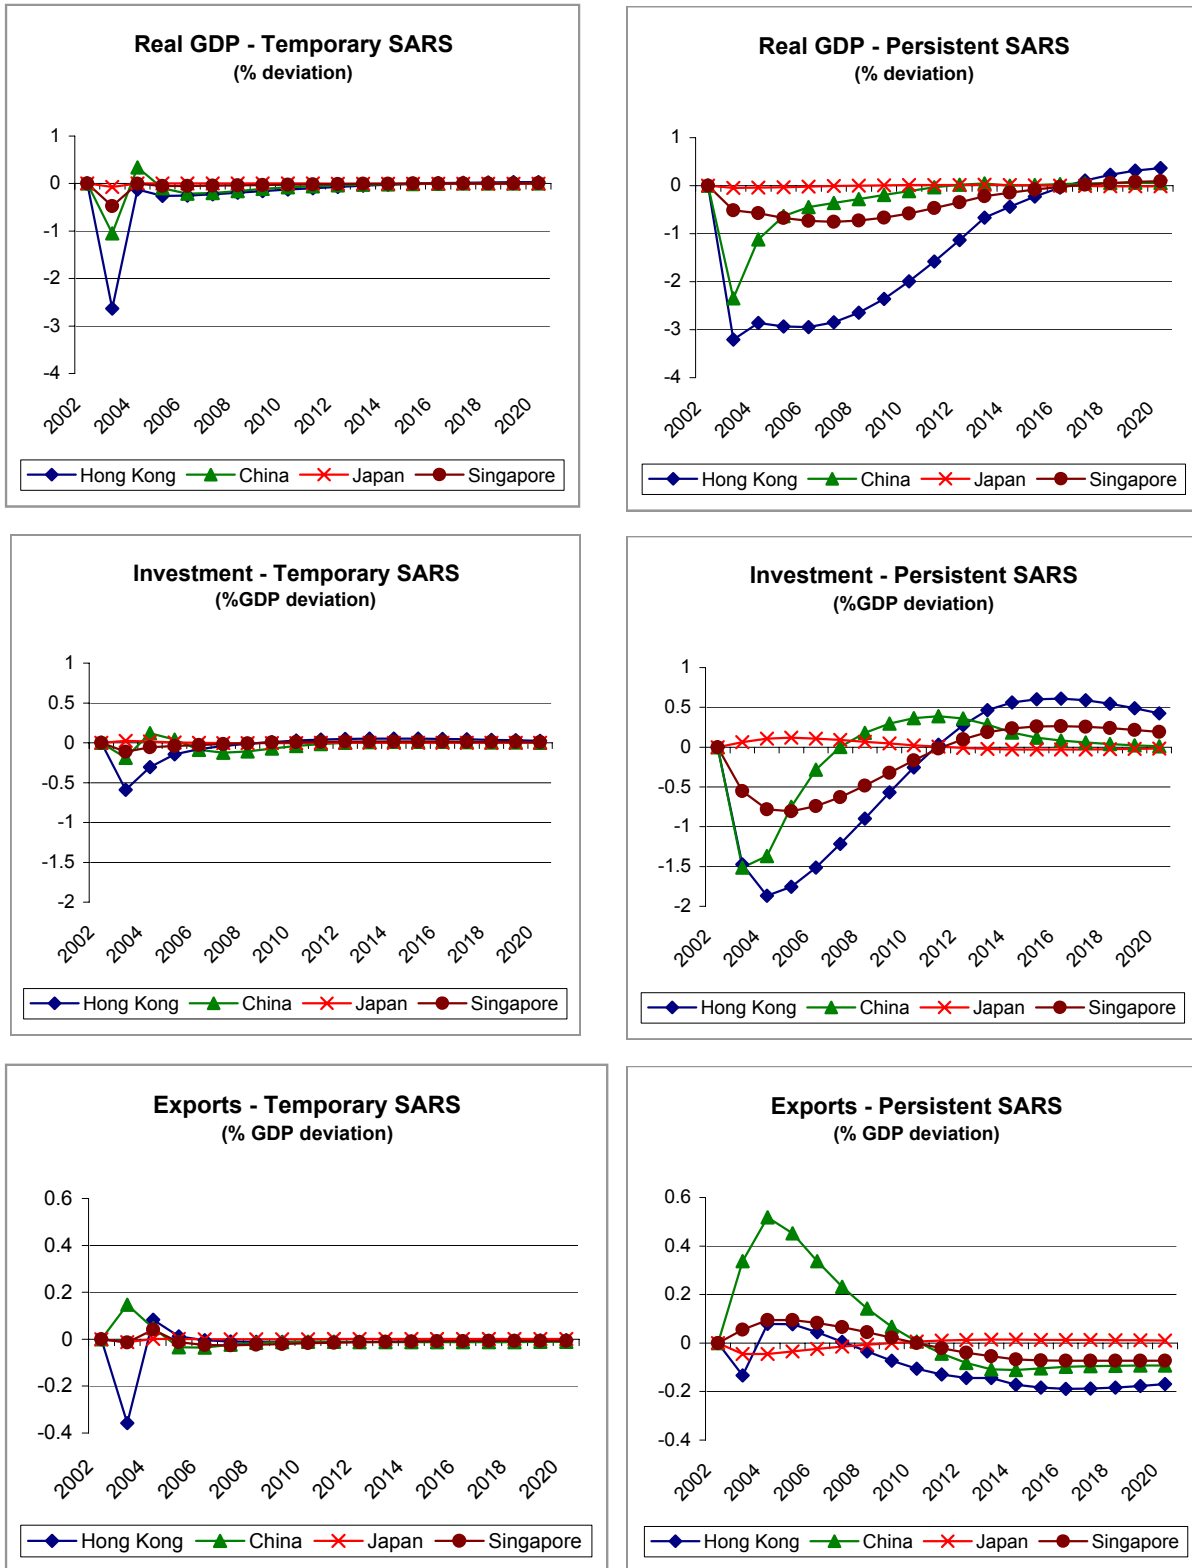 Real GDP - Temporary SARS
(% deviation)
1
0
-1
-2
-3
-4
2002 2004 2006 2008 2010 2012 2014 2016 2018 2020
Hong Kong China Japan Singapore
Real GDP - Persistent SARS
(% deviation)
1
0
-1
-2
-3
-4
2002 2004 2006 2008 2010 2012 2014 2016 2018 2020
Hong Kong China Japan Singapore
Investment - Temporary SARS
(%GDP deviation)
1
0.5
0
-0.5
-1
-1.5
-2
2002 2004 2006 2008 2010 2012 2014 2016 2018 2020
Hong Kong China Japan Singapore
Investment - Persistent SARS
(%GDP deviation)
1
0.5
0
-0.5
-1
-1.5
-2
2002 2004 2006 2008 2010 2012 2014 2016 2018 2020
Hong Kong China Japan Singapore
Exports - Temporary SARS
(% GDP deviation)
0.6
0.4
0.2
0
-0.2
-0.4
2002 2004 2006 2008 2010 2012 2014 2016 2018 2020
Hong Kong China Japan Singapore
Exports - Persistent SARS
(% GDP deviation)
0.6
0.4
0.2
0
-0.2
-0.4
2002 2004 2006 2008 2010 2012 2014 2016 2018 2020
Hong Kong China Japan Singapore